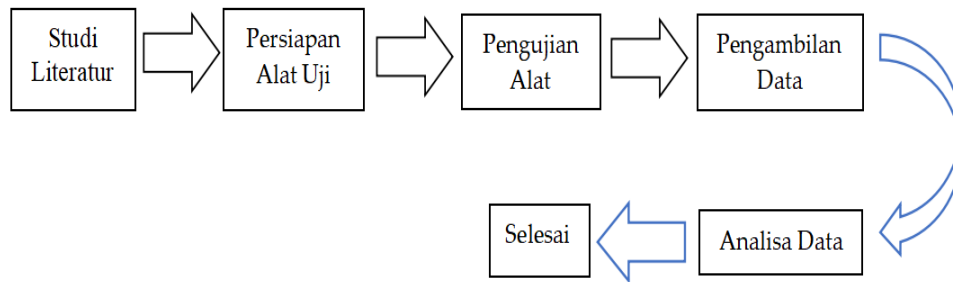 Studi
Literatur
Persiapan
Alat Uji
Pengujian
Alat
Pengambilan
Data
Analisa Data
Selesai